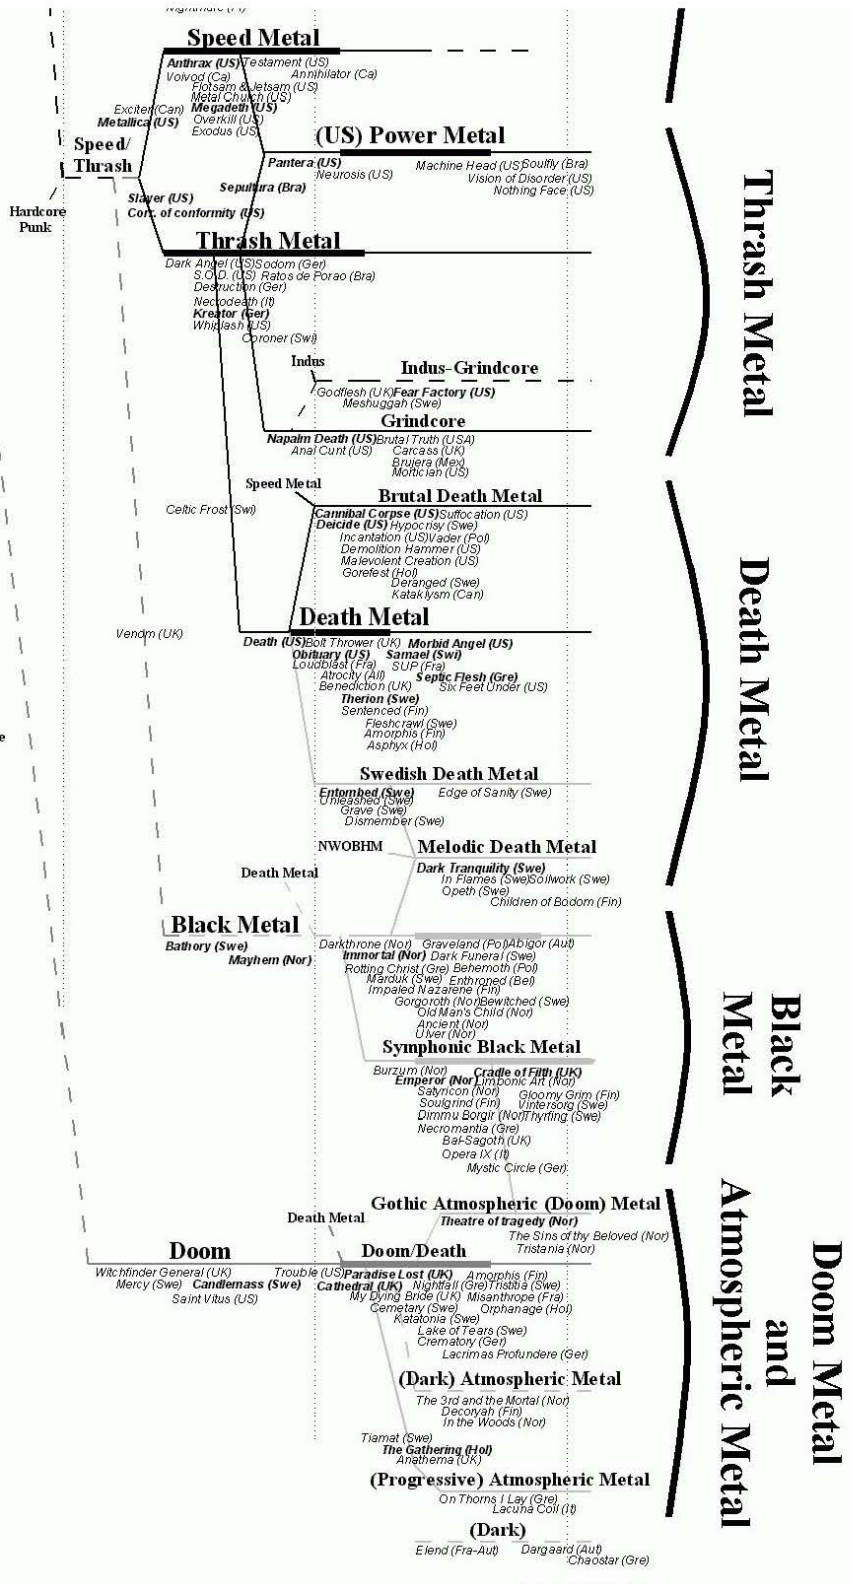 Nightmare (Fr)
Speed Metal
Anthrax (US) Testament (US)
Voivod (Ca) Annihilator (Ca)
Flotsam & Jetsam (US)
Metal Church (US)
Exciter (Can) Megadeth (US)
Metallica (US) Overkill (US)
Exodus (US)
Speed/
Thrash
(US) Power Metal
Pantera (US) Machine Head (US) Soulfly (Bra)
Neurosis (US) Vision of Disorder (US)
Sepultura (Bra) Nothing Face (US)
Slayer (US)
Hardcore
Punk
Corr. of conformity (US)
Thrash Metal
Thrash Metal
Dark Angel (US) Sodom (Ger)
S.O.D. (US) Ratos de Porao (Bra)
Destruction (Ger)
Necrodeath (It)
Kreator (Ger)
Whiplash (US)
Coroner (Swi)
Indus
Indus-Grindcore
Godflesh (UK) Fear Factory (US)
Meshuggah (Swe)
Grindcore
Napalm Death (US) Brutal Truth (USA)
Anal Cunt (US) Carcass (UK)
Brujera (Mex)
Mortician (US)
Speed Metal
Brutal Death Metal
Celtic Frost (Swi)
Cannibal Corpse (US) Suffocation (US)
Deicide (US) Hypocrisy (Swe)
Incantation (US) Vader (Pol)
Demolition Hammer (US)
Malevolent Creation (US)
Gorefest (Hol)
Deranged (Swe)
Kataklysm (Can)
Death Metal
Death Metal
Venom (UK)
Death (US) Bolt Thrower (UK) Morbid Angel (US)
Obituary (US) Samael (Swi)
Loudblast (Fra) SUP (Fra)
Atrocity (All) Septic Flesh (Gre)
Benediction (UK) Six Feet Under (US)
Therion (Swe)
Sentenced (Fin)
Fleshcrawl (Swe)
Amorphis (Fin)
Asphyx (Hol)
e
Swedish Death Metal
Entombed (Swe) Edge of Sanity (Swe)
Unleashed (Swe)
Grave (Swe)
Dismember (Swe)
NWOBHM
Melodic Death Metal
Death Metal
Dark Tranquility (Swe)
In Flames (Swe) Soilwork (Swe)
Opeth (Swe)
Children of Bodom (Fin)
Black Metal
Bathory (Swe)
Mayhem (Nor)
Darkthrone (Nor) Graveland (Pol) Abigor (Aut)
Immortal (Nor) Dark Funeral (Swe)
Rotting Christ (Gre) Behemoth (Pol)
Marduk (Swe) Enthroned (Bel)
Impaled Nazarene (Fin)
Gorgoroth (Nor) Bewitched (Swe)
Old Man's Child (Nor)
Ancient (Nor)
Ulver (Nor)
Black
Metal
Symphonic Black Metal
Burzum (Nor) Cradle of Filth (UK)
Emperor (Nor) Limbonic Art (Nor)
Satyricon (Nor) Gloomy Grim (Fin)
Soulgrind (Fin) Vintersorg (Swe)
Dimmu Borgir (Nor) Thyrfing (Swe)
Necromantia (Gre)
Bal-Sagoth (UK)
Opera IX (It)
Mystic Circle (Ger)
Gothic Atmospheric (Doom) Metal
Death Metal
Theatre of tragedy (Nor)
The Sins of thy Beloved (Nor)
Tristania (Nor)
Doom
Doom/Death
Witchfinder General (UK) Trouble (US) Paradise Lost (UK) Amorphis (Fin)
Mercy (Swe) Candlemass (Swe) Cathedral (UK) Nightfall (Gre) Tristitia (Swe)
Saint Vitus (US) My Dying Bride (UK) Misanthrope (Fra)
Cemetary (Swe) Orphanage (Hol)
Katatonia (Swe)
Lake of Tears (Swe)
Crematory (Ger)
Lacrimas Profundere (Ger)
Doom Metal
and
Atmospheric Metal
(Dark) Atmospheric Metal
The 3rd and the Mortal (Nor)
Decoryah (Fin)
In the Woods (Nor)
Tiamat (Swe)
The Gathering (Hol)
Anathema (UK)
(Progressive) Atmospheric Metal
On Thorns I Lay (Gre)
Lacuna Coil (It)
(Dark)
Elend (Fra-Aut) Dargaard (Aut)
Chaostar (Gre)